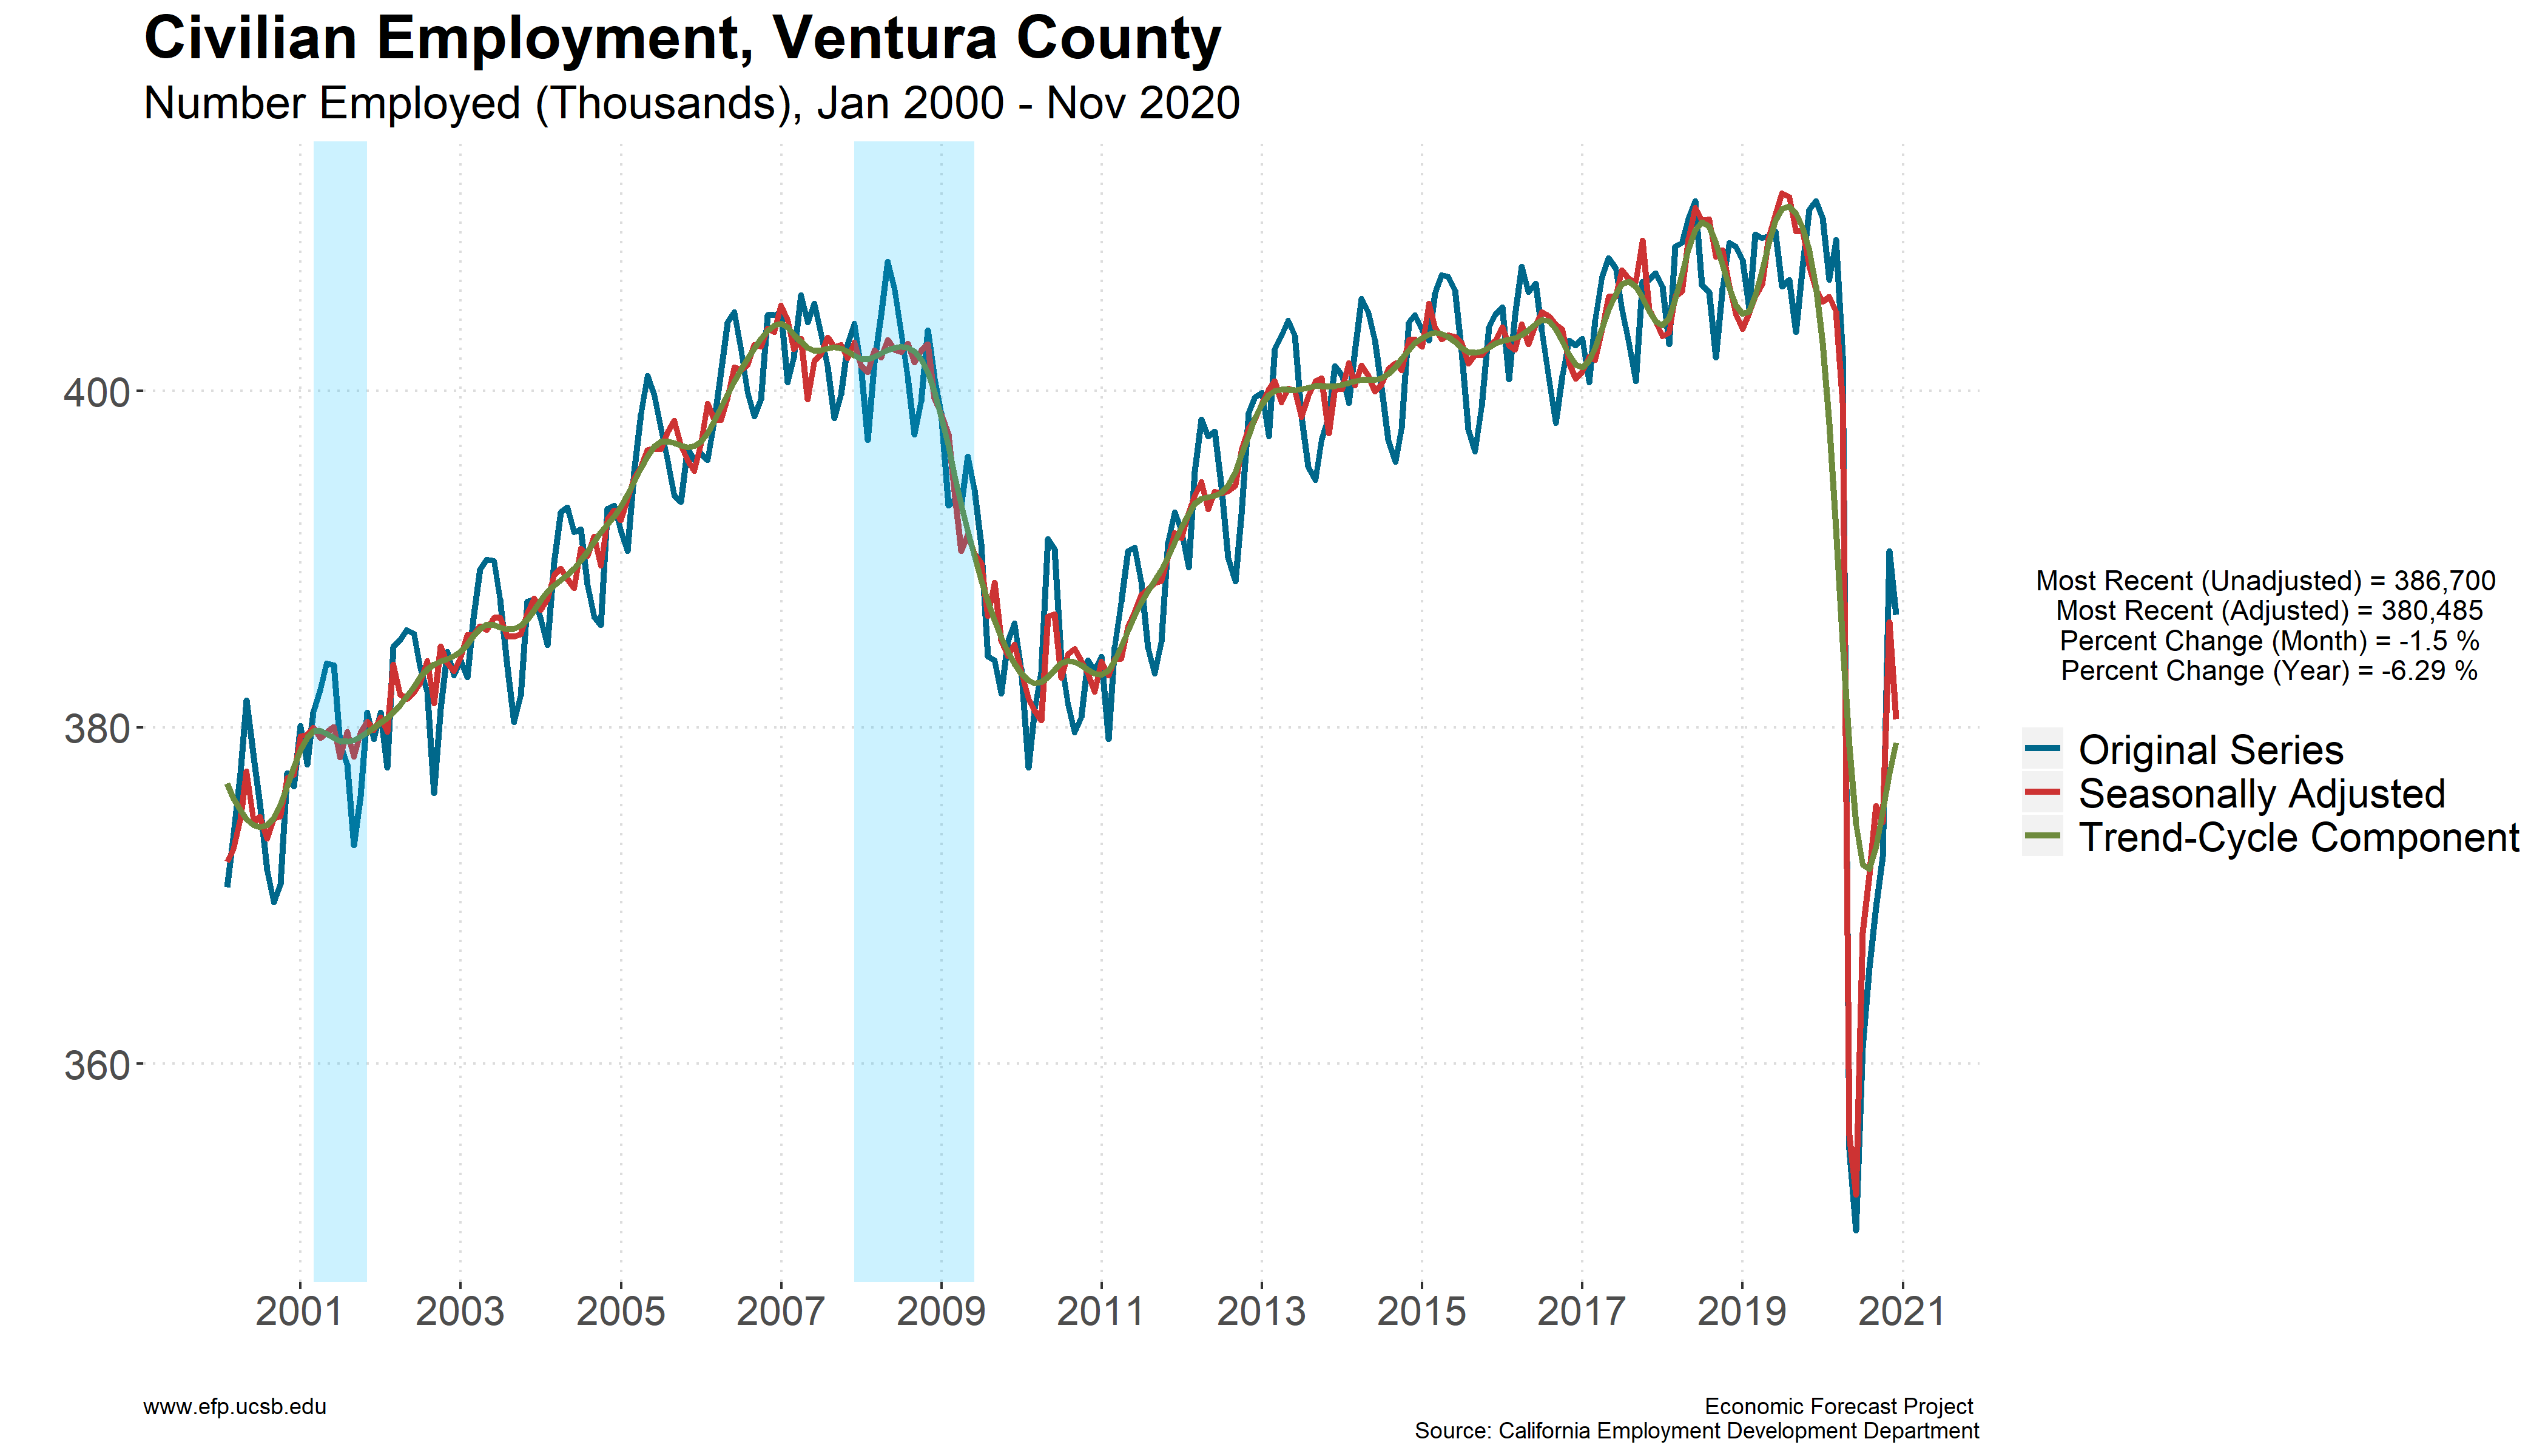 Civilian Employment, Ventura County
Number Employed (Thousands), Jan 2000 - Nov 2020
400
380
360
2001 2003 2005 2007 2009 2011 2013 2015 2017 2019 2021
Most Recent (Unadjusted) = 386,700
Most Recent (Adjusted) = 380,485
Percent Change (Month) = -1.5 %
Percent Change (Year) = -6.29 %
Original Series
Seasonally Adjusted
Trend-Cycle Component
www.efp.ucsb.edu
Economic Forecast Project
Source: California Employment Development Department